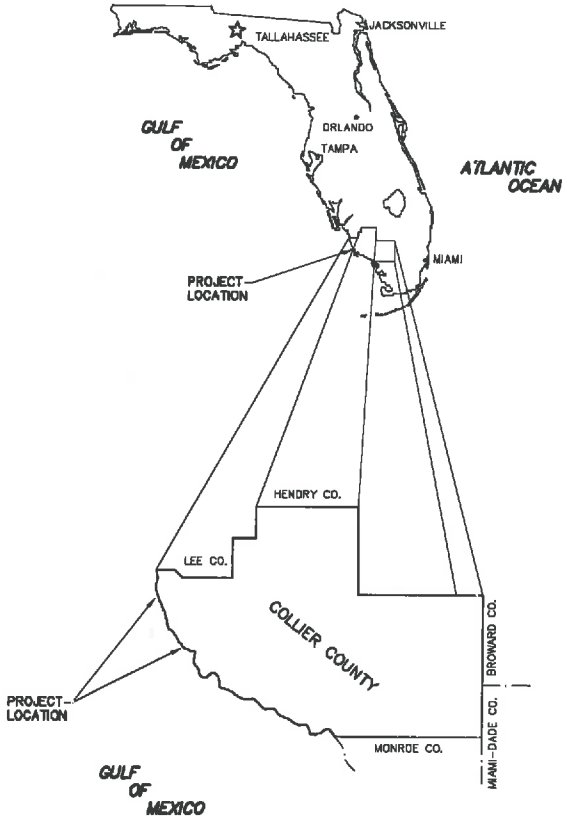 JACKSONVILLE
TALLAHASSEE
ORLANDO
TAMPA
GULF
OF
MEXICO
ATLANTIC
OCEAN
MIAMI
PROJECT
LOCATION
HENDRY CO.
LEE CO.
COLLIER COUNTY
BROWARD CO.
PROJECT
LOCATION
MIAMI-DADE CO.
MONROE CO.
GULF
OF
MEXICO